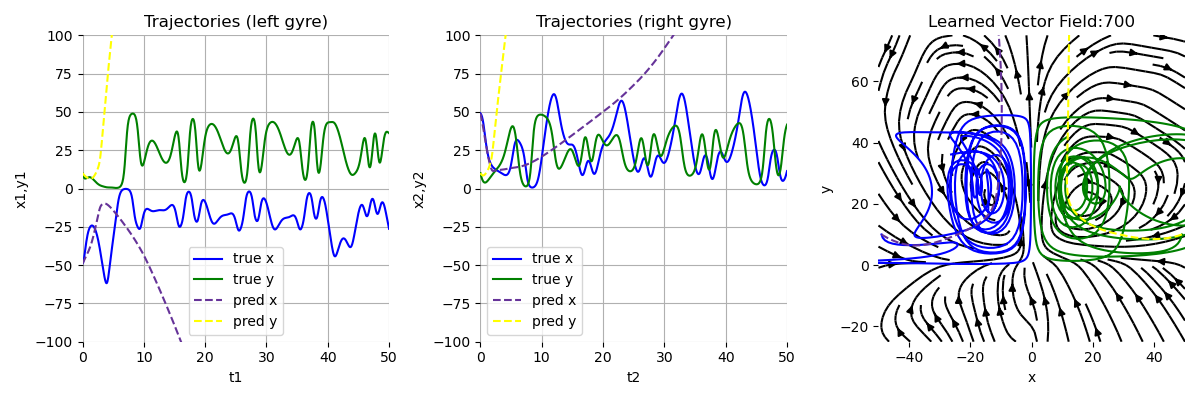 Trajectories (left gyre)
x1,y1
100
75
50
25
0
−25
−50
−75
−100
0 10 20 30 40 50
t1
true x
true y
pred x
pred y
Trajectories (right gyre)
x2,y2
100
75
50
25
0
−25
−50
−75
−100
0 10 20 30 40 50
t2
true x
true y
pred x
pred y
Learned Vector Field:700
y
60
40
20
0
−20
−40 −20 0 20 40
x